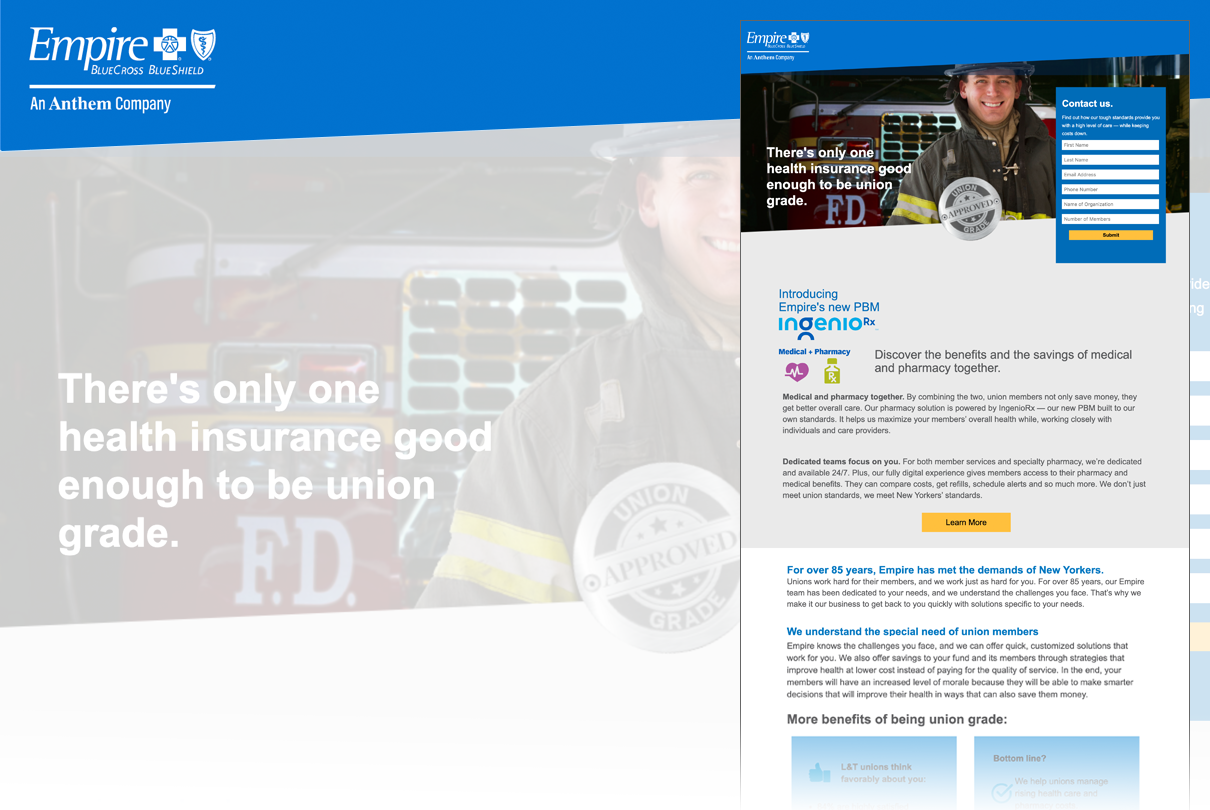 Empire
BLUECROSS BLUESHIELD
An Anthem Company
There's only one
health insurance good
enough to be union
grade.
F.D.
UNION
APPROVED
GRADE
Empire
BLUECROSS BLUESHIELD
An Anthem Company
There's only one
health insurance good
enough to be union
grade.
F.D.
UNION
APPROVED
GRADE
Contact us.
Find out how our tough standards provide you
with a high level of care — while keeping
costs down.
First Name
Last Name
Email Address
Phone Number
Name of Organization
Number of Members
Submit
Introducing
Empire's new PBM
ingenioRx
Medical + Pharmacy
Rx
Discover the benefits and the savings of medical
and pharmacy together.
Medical and pharmacy together. By combining the two, union members not only save money, they
get better overall care. Our pharmacy solution is powered by IngenioRx — our new PBM built to our
own standards. It helps us maximize your members' overall health while, working closely with
individuals and care providers.
Dedicated teams focus on you. For both member services and specialty pharmacy, we're dedicated
and available 24/7. Plus, our fully digital experience gives members access to their pharmacy and
medical benefits. They can compare costs, get refills, schedule alerts and so much more. We don't just
meet union standards, we meet New Yorkers' standards.
Learn More
For over 85 years, Empire has met the demands of New Yorkers.
Unions work hard for their members, and we work just as hard for you. For over 85 years, our Empire
team has been dedicated to your needs, and we understand the challenges you face. That's why we
make it our business to get back to you quickly with solutions specific to your needs.
We understand the special need of union members
Empire knows the challenges you face, and we can offer quick, customized solutions that
work for you. We also offer savings to your fund and its members through strategies that
improve health at lower cost instead of paying for the quality of service. In the end, your
members will have an increased level of morale because they will be able to make smarter
decisions that will improve their health in ways that can also save them money.
More benefits of being union grade:
L&T unions think
favorably about you:
Bottom line?
We help unions manage
rising health care and
ide
ng